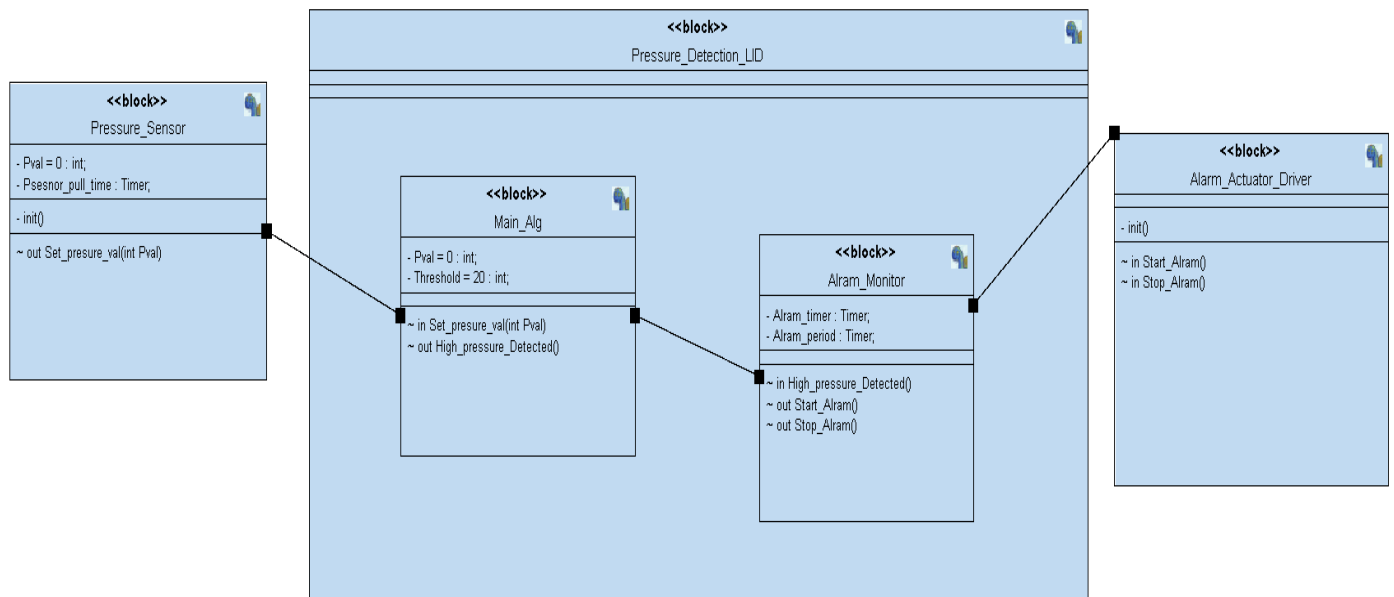 <<block>>
Pressure_Detection_LID
<<block>>
Pressure_Sensor
- Pval = 0 : int;
- Psesnor_pull_time : Timer;
- init()
~ out Set_presure_val(int Pval)
<<block>>
Main_Alg
- Pval = 0 : int;
- Threshold = 20 : int;
~ in Set_presure_val(int Pval)
~ out High_pressure_Detected()
<<block>>
Alram_Monitor
- Alram_timer : Timer;
- Alram_period : Timer;
~ in High_pressure_Detected()
~ out Start_Alram()
~ out Stop_Alram()
<<block>>
Alarm_Actuator_Driver
- init()
~ in Start_Alram()
~ in Stop_Alram()